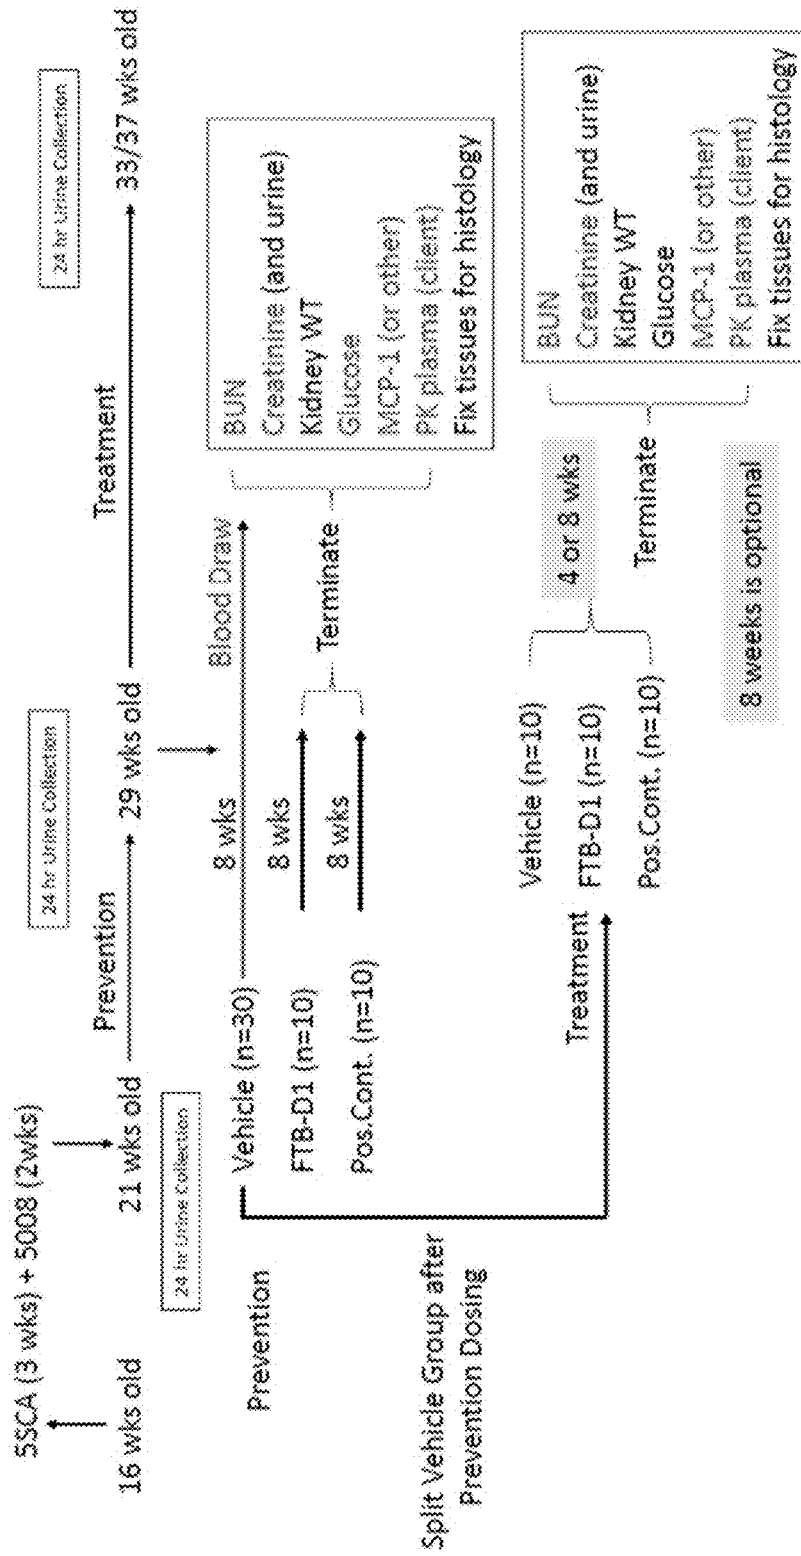 5SCA (3 wks) + 5008 (2wks)
16 wks old
21 wks old
Prevention
29 wks old
Treatment
33/37 wks old
24 hr Urine Collection
24 hr Urine Collection
24 hr Urine Collection
Prevention
Vehicle (n=30)
8 wks
Blood Draw
FTB-D1 (n=10)
8 wks
Pos.Cont. (n=10)
8 wks
Terminate
BUN
Creatinine (and urine)
Kidney WT
Glucose
MCP-1 (or other)
PK plasma (client)
Fix tissues for histology
Split Vehicle Group after
Prevention Dosing
Treatment
Vehicle (n=10)
FTB-D1 (n=10)
Pos.Cont. (n=10)
4 or 8 wks
Terminate
8 weeks is optional
BUN
Creatinine (and urine)
Kidney WT
Glucose
MCP-1 (or other)
PK plasma (client)
Fix tissues for histology